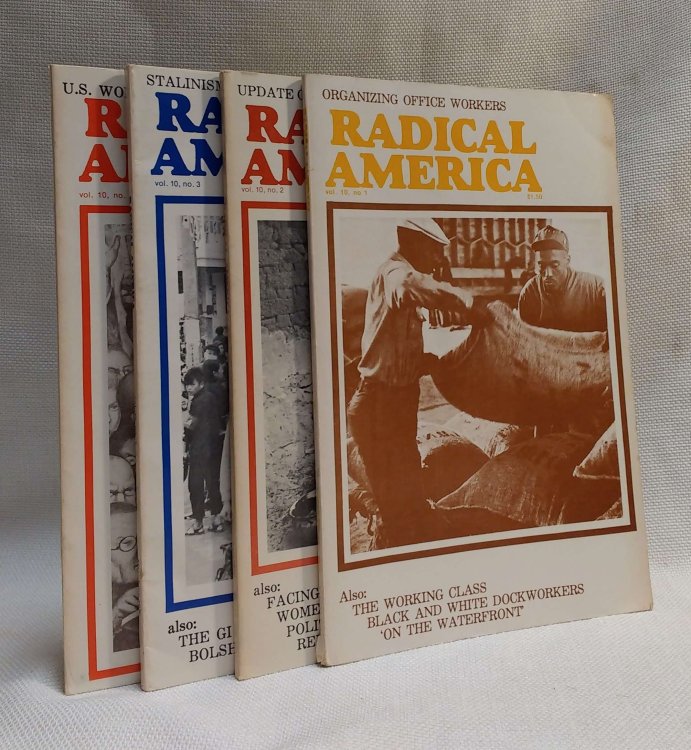 U.S. WO
R
A
vol. 10, no.
STALINISM
RA
AM
vol. 10, no. 3
also:
THE GI
BOLSH
UPDATE
RA
AM
vol. 10, no. 2
also:
FACING
WOME
POLI
RE
ORGANIZING OFFICE WORKERS
RADICAL
AMERICA
vol. 10, no. 1
$1.50
Also:
THE WORKING CLASS
BLACK AND WHITE DOCKWORKERS
'ON THE WATERFRONT'